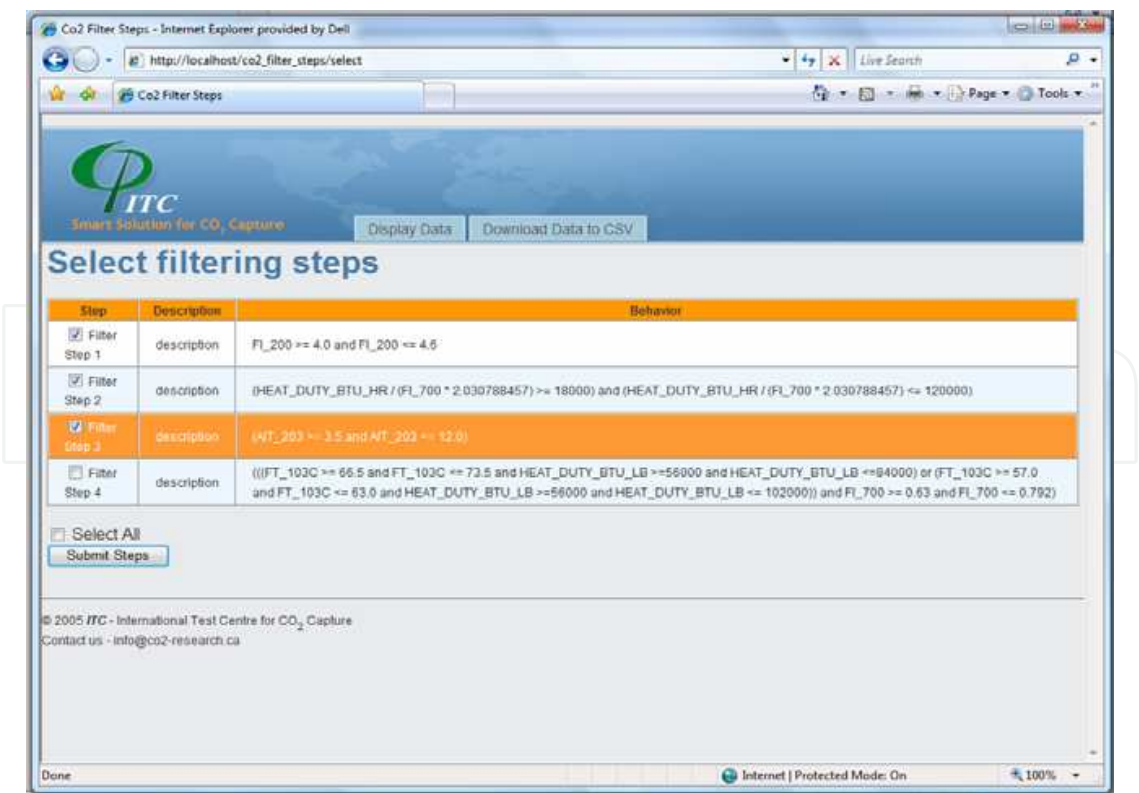 Co2 Filter Steps - Internet Explorer provided by Dell
http://localhost/co2_filter_steps/select
Live Search
Co2 Filter Steps
Page
Tools
ITC
Smart Solution for CO2 Capture
Display Data
Download Data to CSV
Select filtering steps
Step Description Behavior
Filter Step 1 description FI_200 >= 4.0 and FI_200 <= 4.6
Filter Step 2 description (HEAT_DUTY_BTU_HR / (FI_700 * 2.030788457) >= 18000) and (HEAT_DUTY_BTU_HR / (FI_700 * 2.030788457) <= 120000)
Filter Step 3 description (AIT_203 >= 3.5 and AIT_203 <= 12.0)
Filter Step 4 description (((FT_103C >= 66.5 and FT_103C <= 73.5 and HEAT_DUTY_BTU_LB >=56000 and HEAT_DUTY_BTU_LB <=84000) or (FT_103C >= 57.0
and FT_103C <= 63.0 and HEAT_DUTY_BTU_LB >=56000 and HEAT_DUTY_BTU_LB <= 102000)) and FI_700 >= 0.63 and FI_700 <= 0.792)
Select All
Submit Steps
© 2005 ITC - International Test Centre for CO2 Capture
Contact us - info@co2-research.ca
Done
Internet | Protected Mode: On
100%